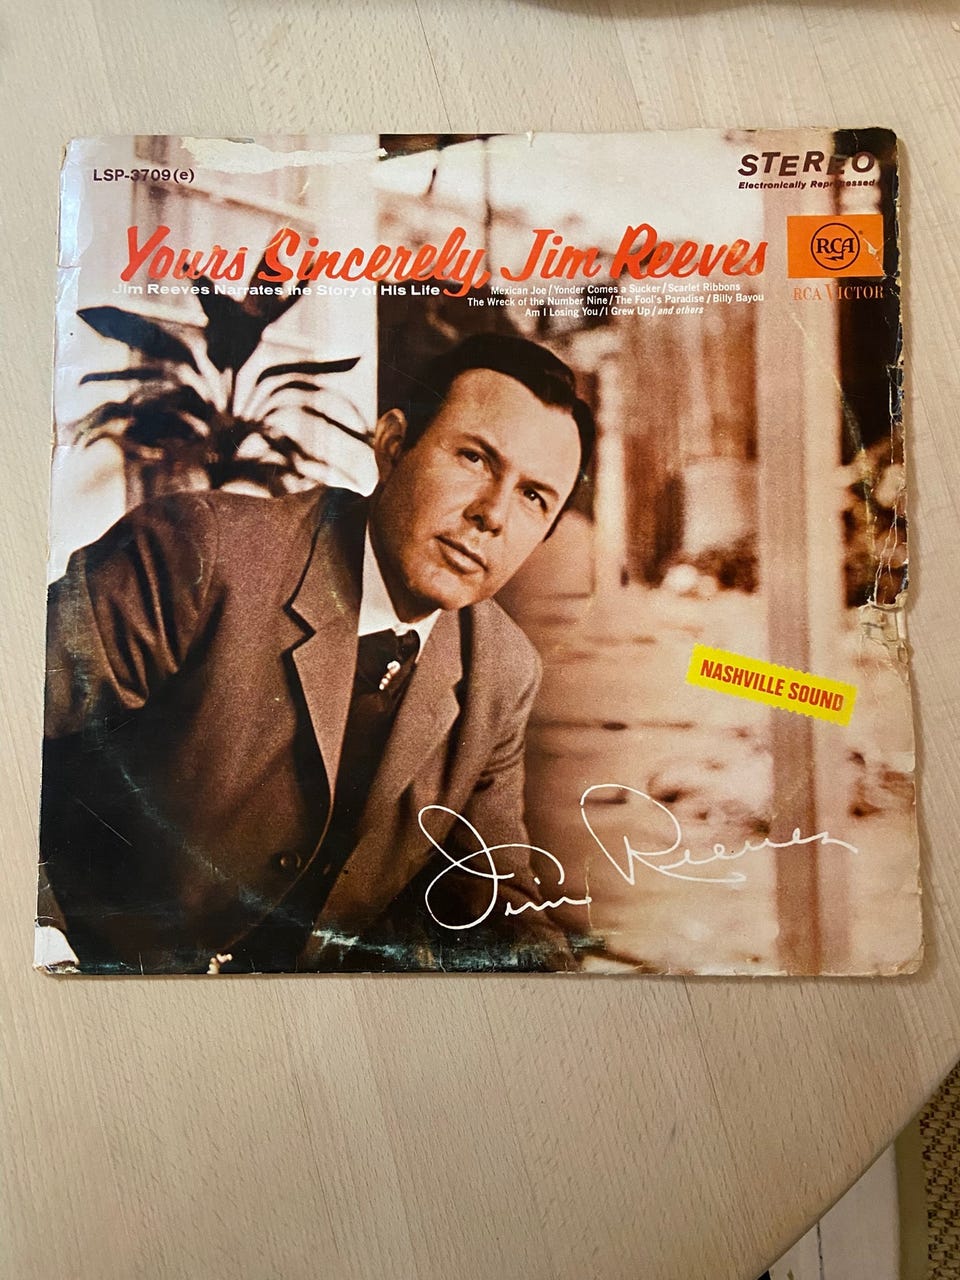 LSP-3709(e)
STEREO
Electronically Reprocessed
Yours Sincerely, Jim Reeves
Jim Reeves Narrates the Story of His Life
Mexican Joe/Yonder Comes a Sucker/Scarlet Ribbons
The Wreck of the Number Nine/The Fool's Paradise/Billy Bayou
Am I Losing You/I Grew Up/and others
RCA
RCA VICTOR
NASHVILLE SOUND
Jim Reeves